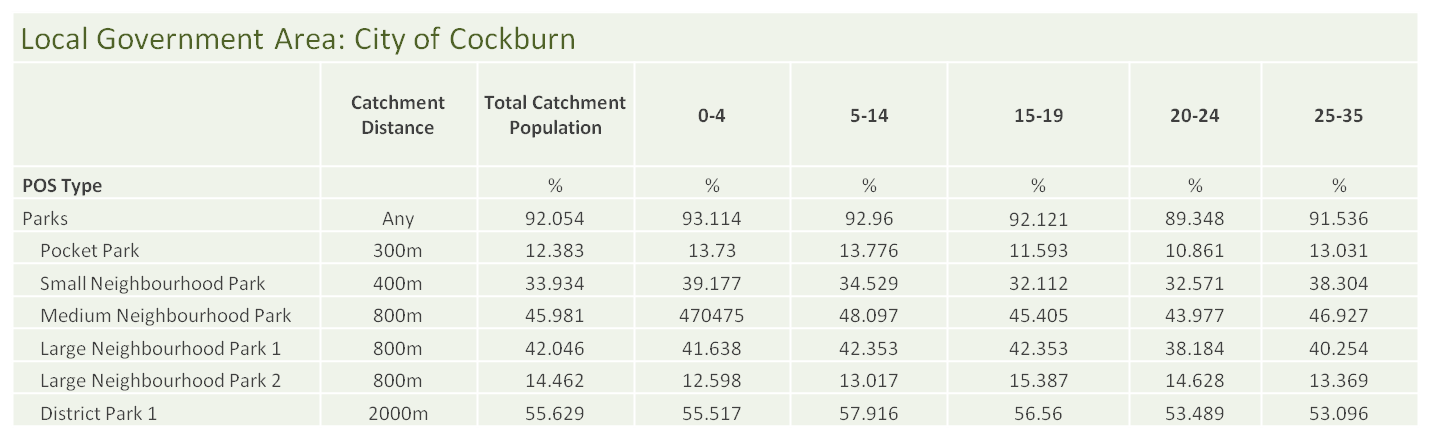 Local Government Area: City of Cockburn
Catchment Distance Total Catchment Population 0-4 5-14 15-19 20-24 25-35
POS Type % % % % % %
Parks Any 92.054 93.114 92.96 92.121 89.348 91.536
Pocket Park 300m 12.383 13.73 13.776 11.593 10.861 13.031
Small Neighbourhood Park 400m 33.934 39.177 34.529 32.112 32.571 38.304
Medium Neighbourhood Park 800m 45.981 470475 48.097 45.405 43.977 46.927
Large Neighbourhood Park 1 800m 42.046 41.638 42.353 42.353 38.184 40.254
Large Neighbourhood Park 2 800m 14.462 12.598 13.017 15.387 14.628 13.369
District Park 1 2000m 55.629 55.517 57.916 56.56 53.489 53.096